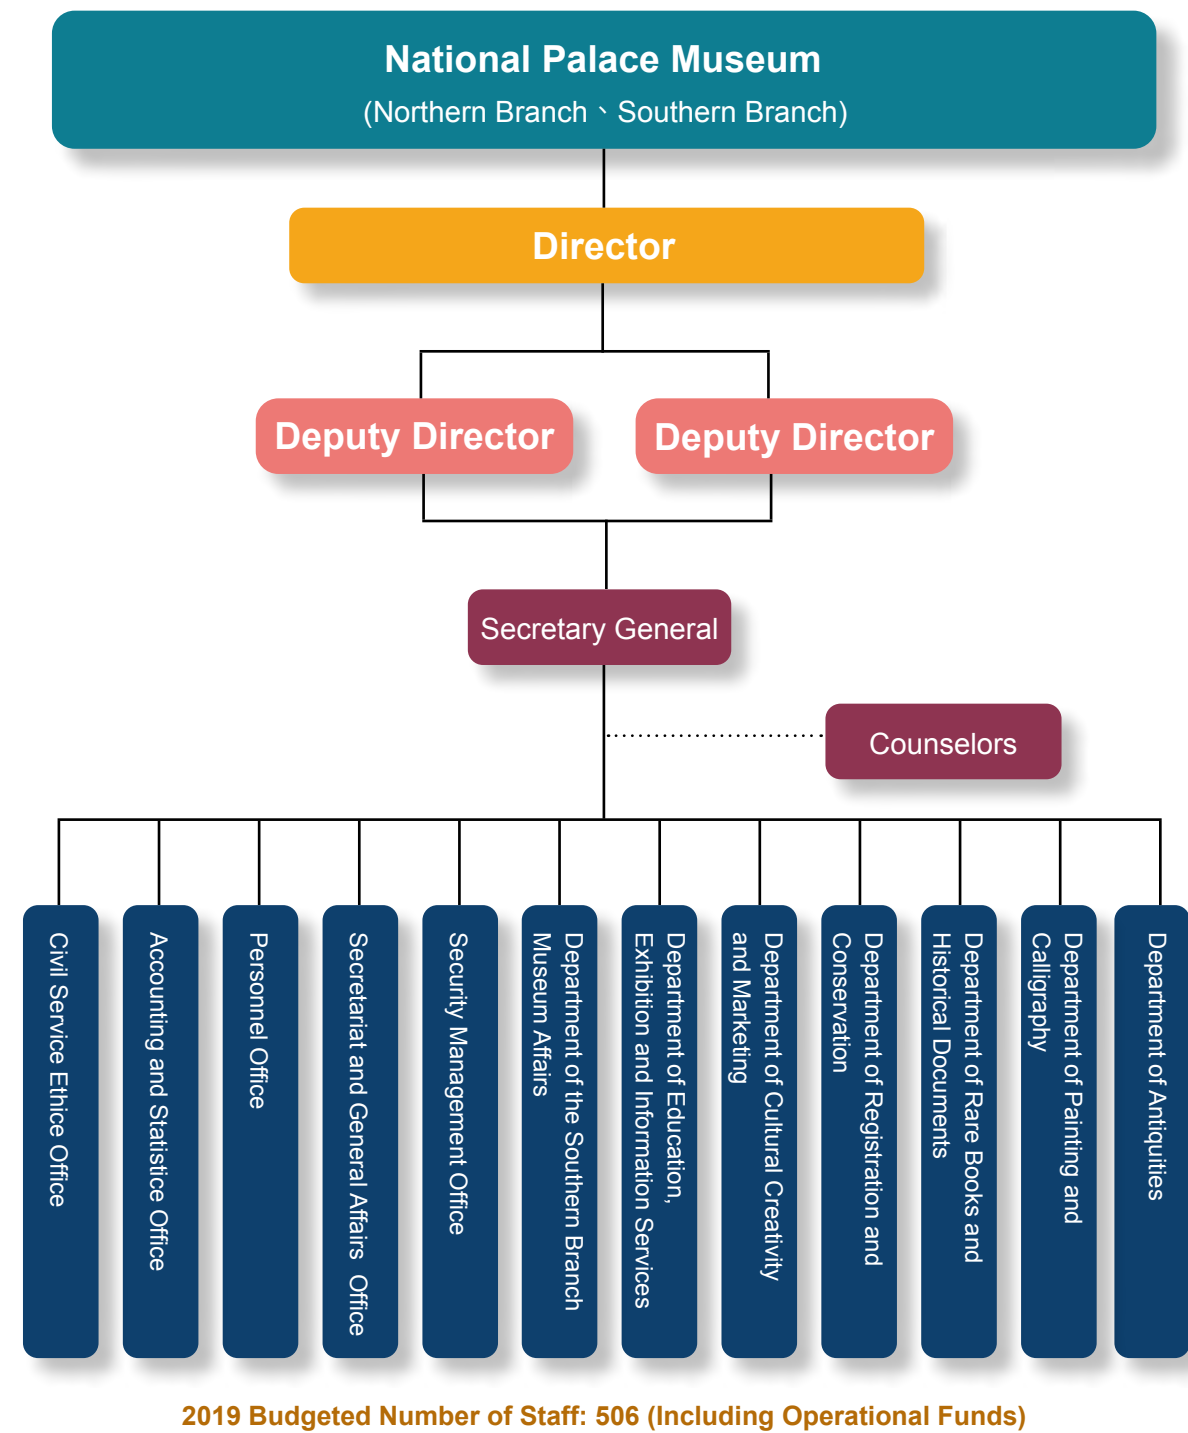 National Palace Museum
(Northern Branch、Southern Branch)
Director
Deputy Director
Deputy Director
Secretary General
Counselors
Civil Service Ethice Office
Accounting and Statistice Office
Personnel Office
Secretariat and General Affairs Office
Security Management Office
Department of the Southern Branch
Museum Affairs
Department of Education,
Exhibition and Information Services
Department of Cultural Creativity
and Marketing
Department of Registration and
Conservation
Department of Rare Books and
Historical Documents
Department of Painting and
Calligraphy
Department of Antiquities
2019 Budgeted Number of Staff: 506 (Including Operational Funds)